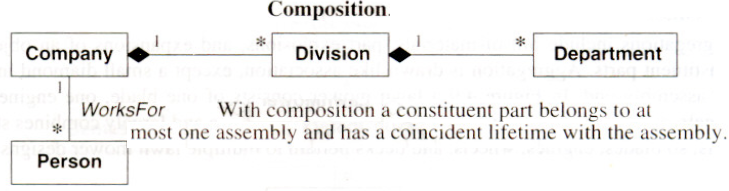 Composition.
Company 1 * Division 1 * Department
1
WorksFor
*
Person
With composition a constituent part belongs to at
most one assembly and has a coincident lifetime with the assembly.